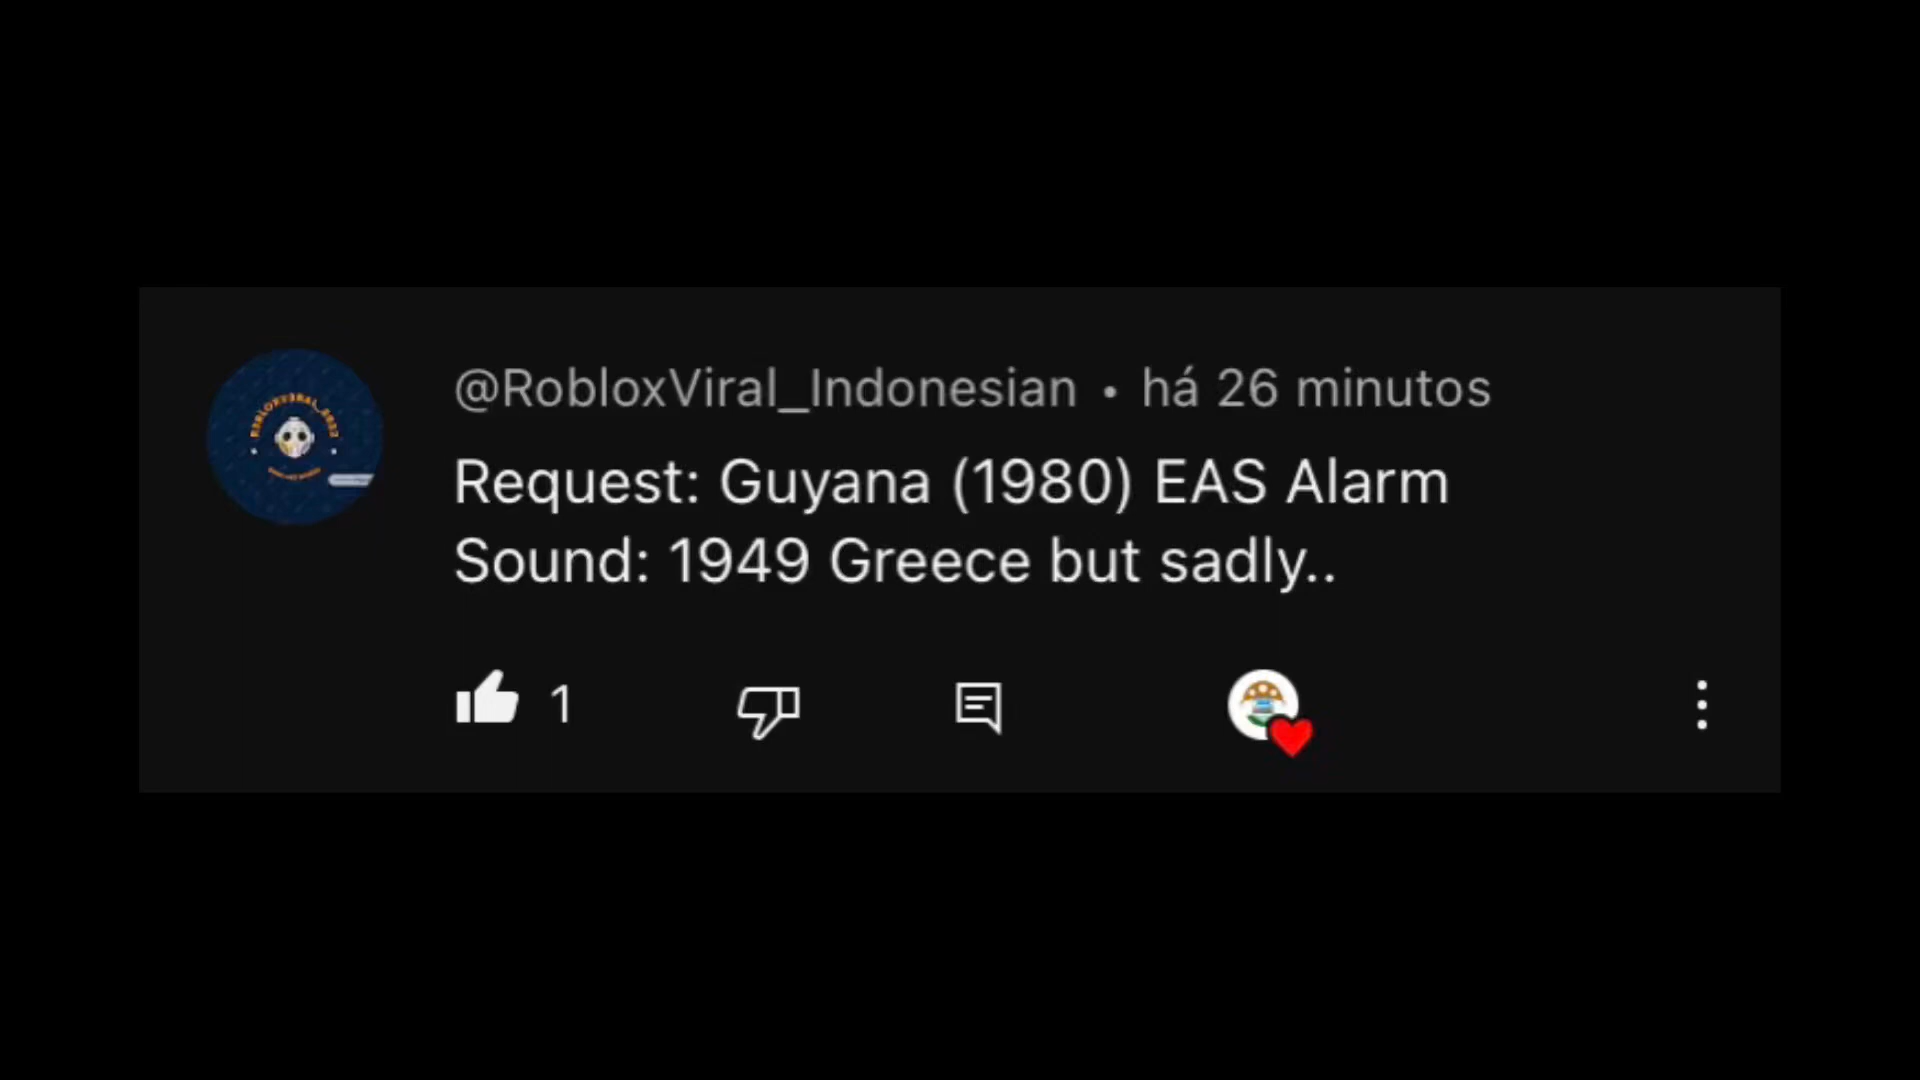 @RobloxViral_Indonesian • há 26 minutos
Request: Guyana (1980) EAS Alarm
Sound: 1949 Greece but sadly..
1